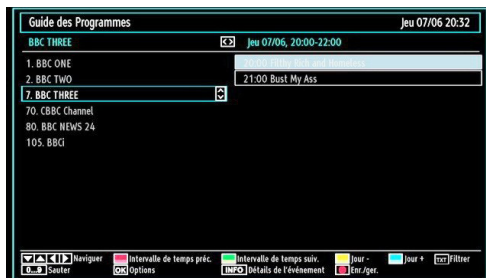 Guide des Programmes
Jeu 07/06 20:32
BBC THREE
Jeu 07/06, 20:00-22:00
1. BBC ONE
20:00 Filthy Rich and Homeless
2. BBC TWO
21:00 Bust My Ass
7. BBC THREE
70. CBBC Channel
80. BBC NEWS 24
105. BBCi
Naviguer
Intervalle de temps préc.
Intervalle de temps suiv.
Jour -
Jour +
TXT Filtrer
0...9 Sauter
OK Options
INFO Détails de l'événement
Enr./ger.